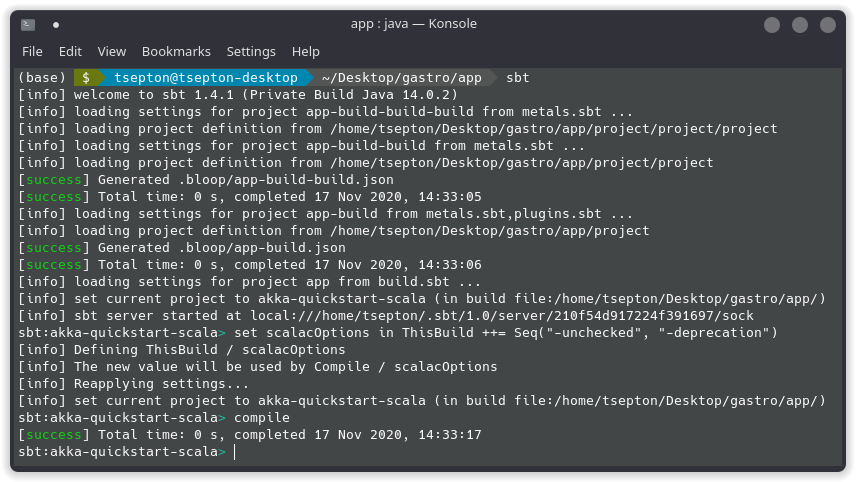 app : java — Konsole
File Edit View Bookmarks Settings Help
(base) $ tsepton@tsepton-desktop ~/Desktop/gastro/app sbt
[info] welcome to sbt 1.4.1 (Private Build Java 14.0.2)
[info] loading settings for project app-build-build-build from metals.sbt ...
[info] loading project definition from /home/tsepton/Desktop/gastro/app/project/project/project
[info] loading settings for project app-build-build from metals.sbt ...
[info] loading project definition from /home/tsepton/Desktop/gastro/app/project/project
[success] Generated .bloop/app-build-build.json
[success] Total time: 0 s, completed 17 Nov 2020, 14:33:05
[info] loading settings for project app-build from metals.sbt,plugins.sbt ...
[info] loading project definition from /home/tsepton/Desktop/gastro/app/project
[success] Generated .bloop/app-build.json
[success] Total time: 0 s, completed 17 Nov 2020, 14:33:06
[info] loading settings for project app from build.sbt ...
[info] set current project to akka-quickstart-scala (in build file:/home/tsepton/Desktop/gastro/app/)
[info] sbt server started at local:///home/tsepton/.sbt/1.0/server/210f54d917224f391697/sock
sbt:akka-quickstart-scala> set scalacOptions in ThisBuild ++= Seq("-unchecked", "-deprecation")
[info] Defining ThisBuild / scalacOptions
[info] The new value will be used by Compile / scalacOptions
[info] Reapplying settings...
[info] set current project to akka-quickstart-scala (in build file:/home/tsepton/Desktop/gastro/app/)
sbt:akka-quickstart-scala> compile
[success] Total time: 0 s, completed 17 Nov 2020, 14:33:17
sbt:akka-quickstart-scala>